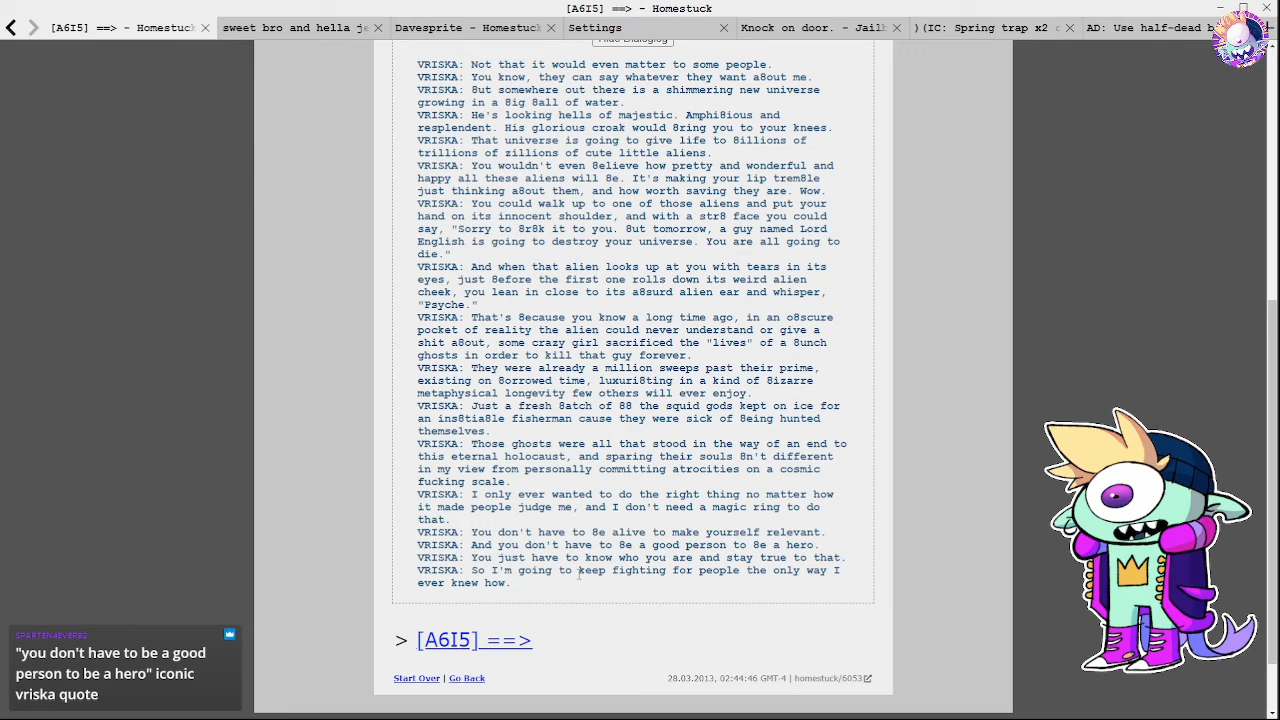 [A6I5] ==> - Homestuck
[A6I5] ==> - Homestuck
sweet bro and hella je
Davesprite - Homestuck
Settings
Knock on door. - Jailb
)(IC: Spring trap x2 c
AD: Use half-dead b
VRISKA: Not that it would even matter to some people.
VRISKA: You know, they can say whatever they want a8out me.
VRISKA: 8ut somewhere out there is a shimmering new universe
growing in a 8ig 8all of water.
VRISKA: He's looking hells of majestic. Amphi8ious and
resplendent. His glorious croak would 8ring you to your knees.
VRISKA: That universe is going to give life to 8illions of
trillions of zillions of cute little aliens.
VRISKA: You wouldn't even 8elieve how pretty and wonderful and
happy all these aliens will 8e. It's making your lip trem8le
just thinking a8out them, and how worth saving they are. Wow.
VRISKA: You could walk up to one of those aliens and put your
hand on its innocent shoulder, and with a str8 face you could
say, "Sorry to 8r8k it to you. 8ut tomorrow, a guy named Lord
English is going to destroy your universe. You are all going to
die."
VRISKA: And when that alien looks up at you with tears in its
eyes, just 8efore the first one rolls down its weird alien
cheek, you lean in close to its a8surd alien ear and whisper,
"Psyche."
VRISKA: That's 8ecause you know a long time ago, in an o8scure
pocket of reality the alien could never understand or give a
shit a8out, some crazy girl sacrificed the "lives" of a 8unch
ghosts in order to kill that guy forever.
VRISKA: They were already a million sweeps past their prime,
existing on 8orrowed time, luxuri8ting in a kind of 8izarre
metaphysical longevity few others will ever enjoy.
VRISKA: Just a fresh 8atch of 88 the squid gods kept on ice for
an ins8tia8le fisherman cause they were sick of 8eing hunted
themselves.
VRISKA: Those ghosts were all that stood in the way of an end to
this eternal holocaust, and sparing their souls 8n't different
in my view from personally committing atrocities on a cosmic
fucking scale.
VRISKA: I only ever wanted to do the right thing no matter how
it made people judge me, and I don't need a magic ring to do
that.
VRISKA: You don't have to 8e alive to make yourself relevant.
VRISKA: And you don't have to 8e a good person to 8e a hero.
VRISKA: You just have to know who you are and stay true to that.
VRISKA: So I'm going to keep fighting for people the only way I
ever knew how.
> [A6I5] ==>
Start Over | Go Back
28.03.2013, 02:44:46 GMT-4 | homestuck/6053
SPARTEN4EVER82
"you don't have to be a good
person to be a hero" iconic
vriska quote